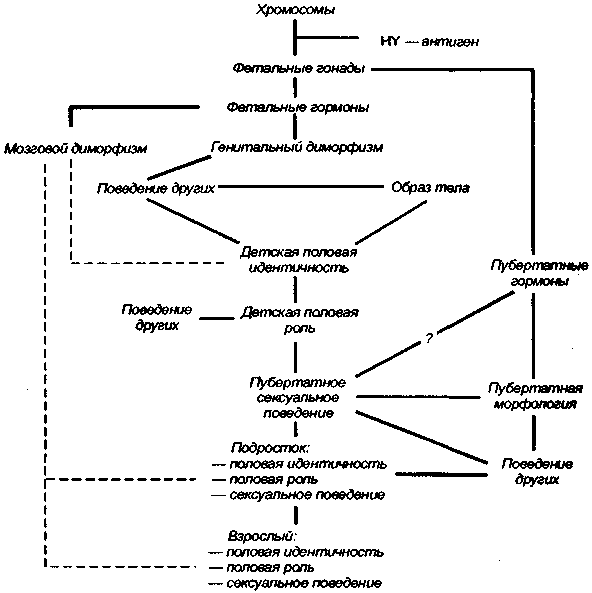 Хромосомы
HY — антиген
Фетальные гонады
Фетальные гормоны
Мозговой диморфизм
Генитальный диморфизм
Поведение других
Образ тела
Детская половая
идентичность
Пубертатные
гормоны
Поведение
других
Детская половая
роль
?
Пубертатное
сексуальное
поведение
Пубертатная
морфология
Подросток:
— половая идентичность
— половая роль
— сексуальное поведение
Поведение
других
Взрослый:
— половая идентичность
— половая роль
— сексуальное поведение